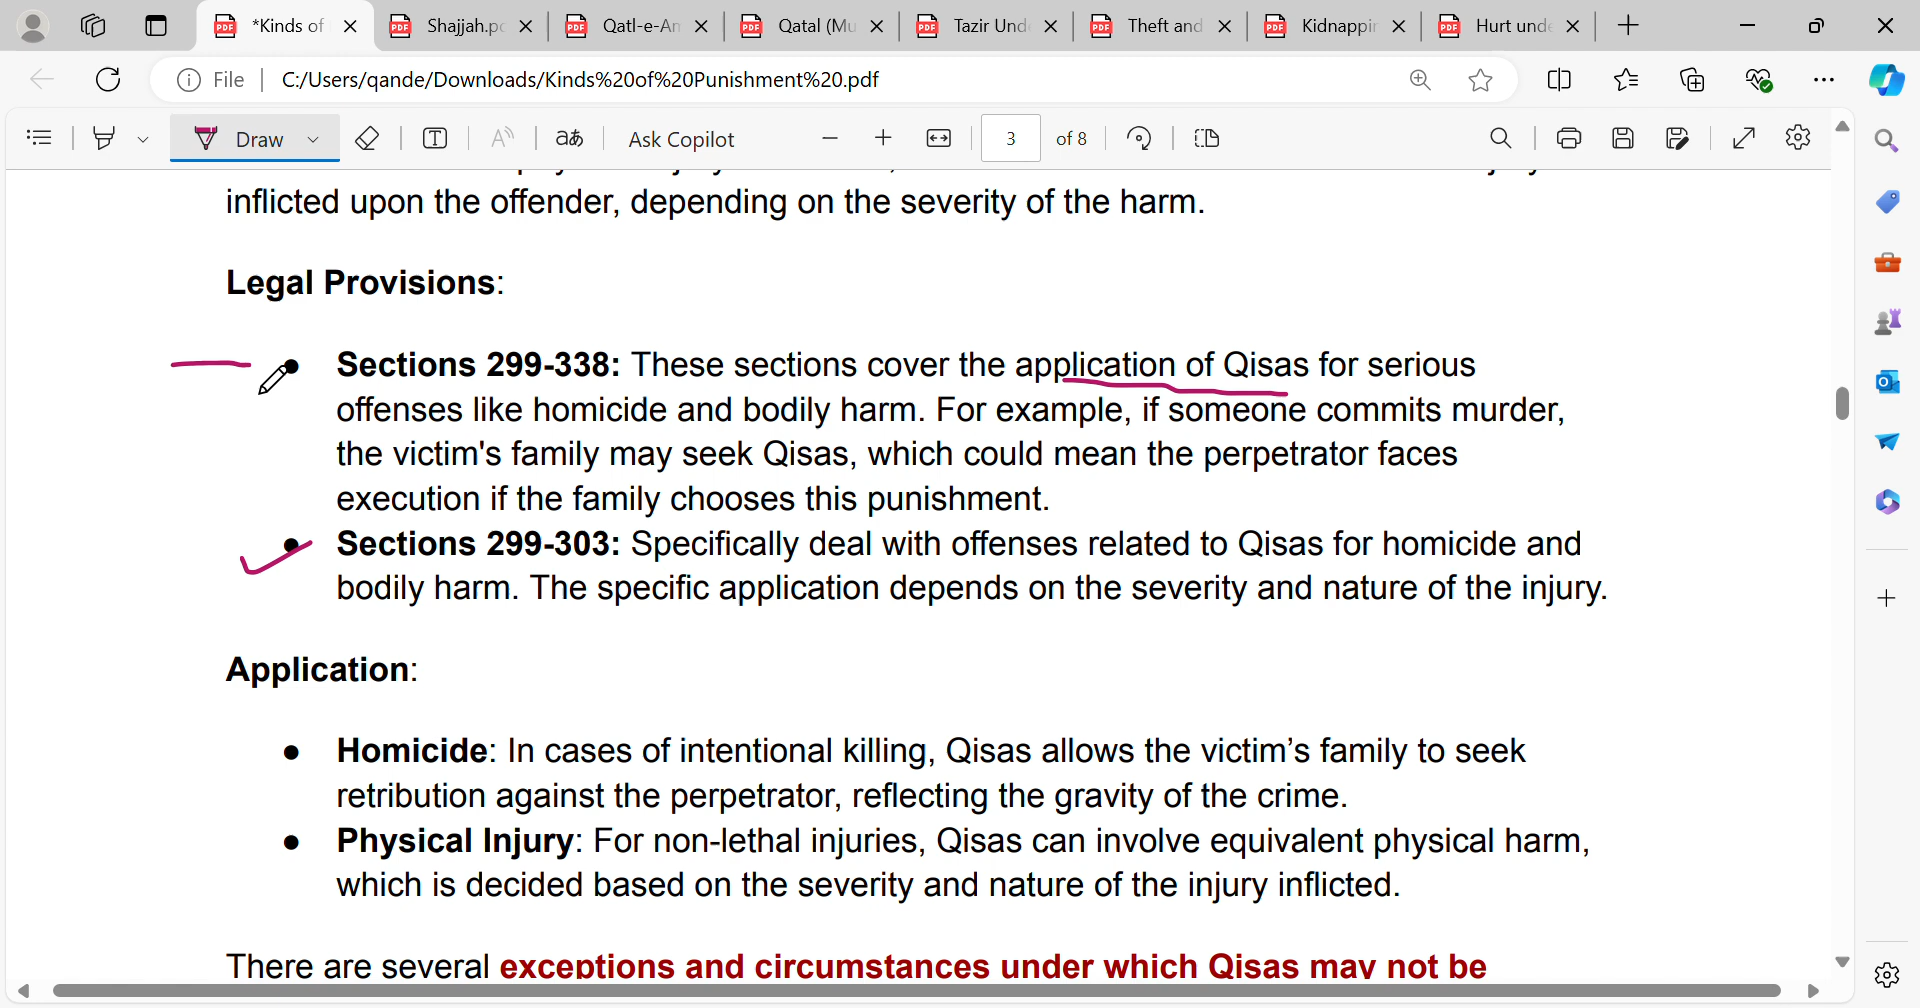 *Kinds of
Shajjah.pc
Qatl-e-Am
Qatal (Mu
Tazir Und
Theft and
Kidnappin
Hurt unde
File
C:/Users/qande/Downloads/Kinds%20of%20Punishment%20.pdf
Draw
Ask Copilot
3 of 8
inflicted upon the offender, depending on the severity of the harm.
Legal Provisions:
● Sections 299-338: These sections cover the application of Qisas for serious
offenses like homicide and bodily harm. For example, if someone commits murder,
the victim's family may seek Qisas, which could mean the perpetrator faces
execution if the family chooses this punishment.
● Sections 299-303: Specifically deal with offenses related to Qisas for homicide and
bodily harm. The specific application depends on the severity and nature of the injury.
Application:
● Homicide: In cases of intentional killing, Qisas allows the victim’s family to seek
retribution against the perpetrator, reflecting the gravity of the crime.
● Physical Injury: For non-lethal injuries, Qisas can involve equivalent physical harm,
which is decided based on the severity and nature of the injury inflicted.
There are several exceptions and circumstances under which Qisas may not be